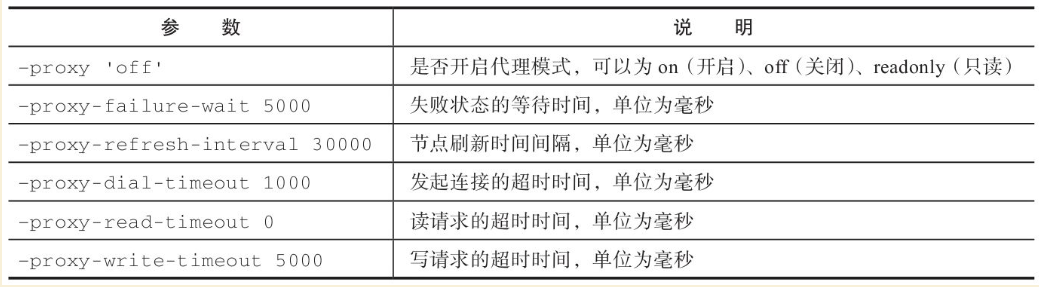 参 数 说 明
-proxy 'off' 是否开启代理模式，可以为 on（开启）、off（关闭）、readonly（只读）
-proxy-failure-wait 5000 失败状态的等待时间，单位为毫秒
-proxy-refresh-interval 30000 节点刷新时间间隔，单位为毫秒
-proxy-dial-timeout 1000 发起连接的超时时间，单位为毫秒
-proxy-read-timeout 0 读请求的超时时间，单位为毫秒
-proxy-write-timeout 5000 写请求的超时时间，单位为毫秒